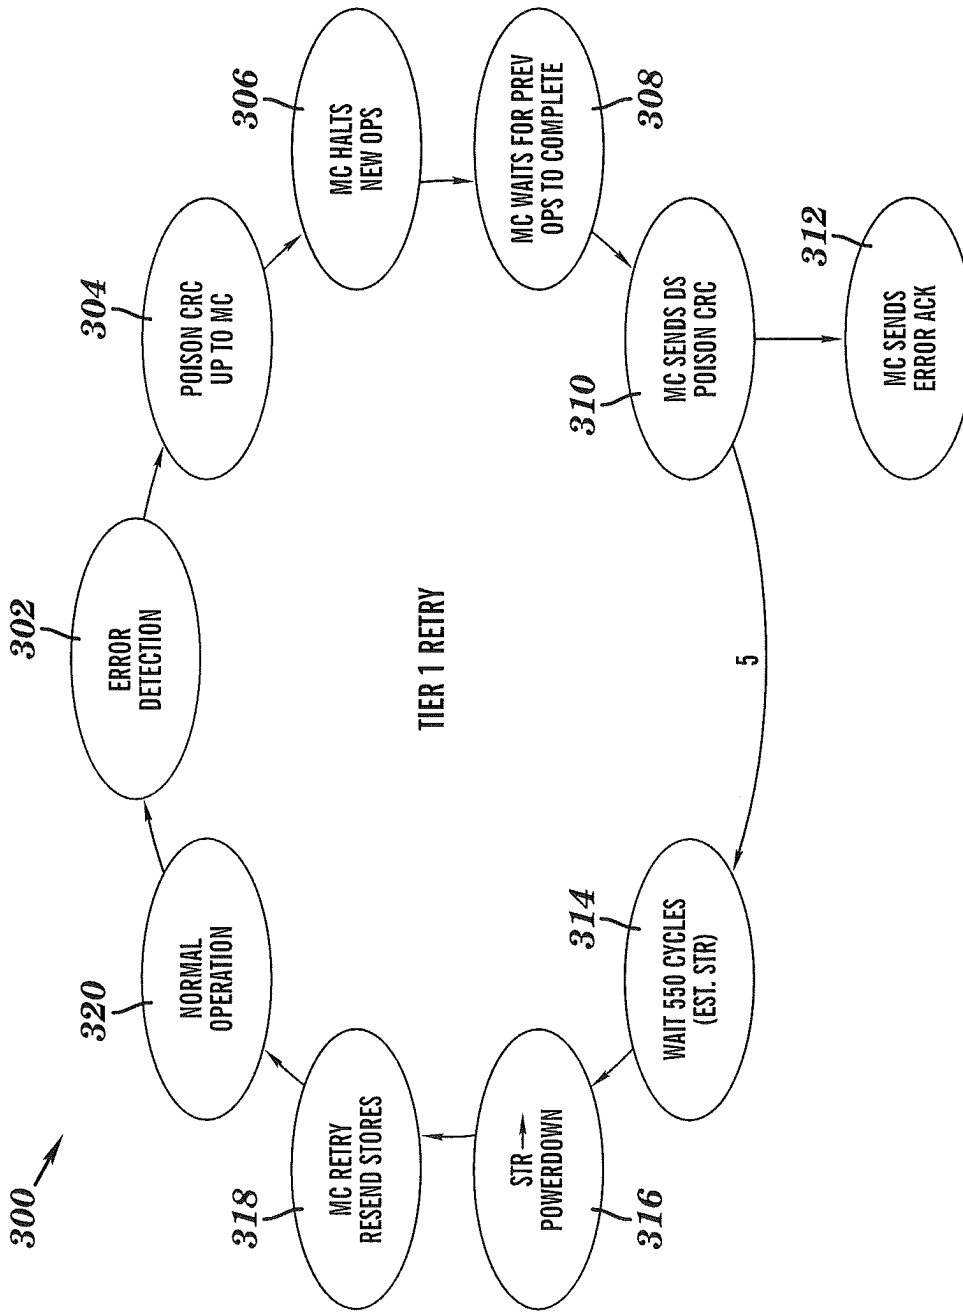 300
302
ERROR
DETECTION
304
POISON CRC
UP TO MC
306
MC HALTS
NEW OPS
308
MC WAITS FOR PREV
OPS TO COMPLETE
310
MC SENDS DS
POISON CRC
312
MC SENDS
ERROR ACK
5
314
WAIT 550 CYCLES
(EST. STR)
316
STR →
POWERDOWN
318
MC RETRY
RESEND STORES
320
NORMAL
OPERATION
TIER 1 RETRY